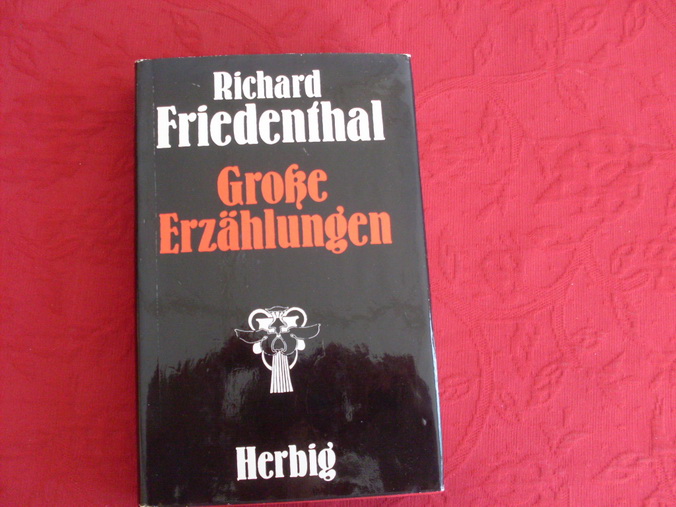 Richard
Friedenthal
Große
Erzählungen
Herbig